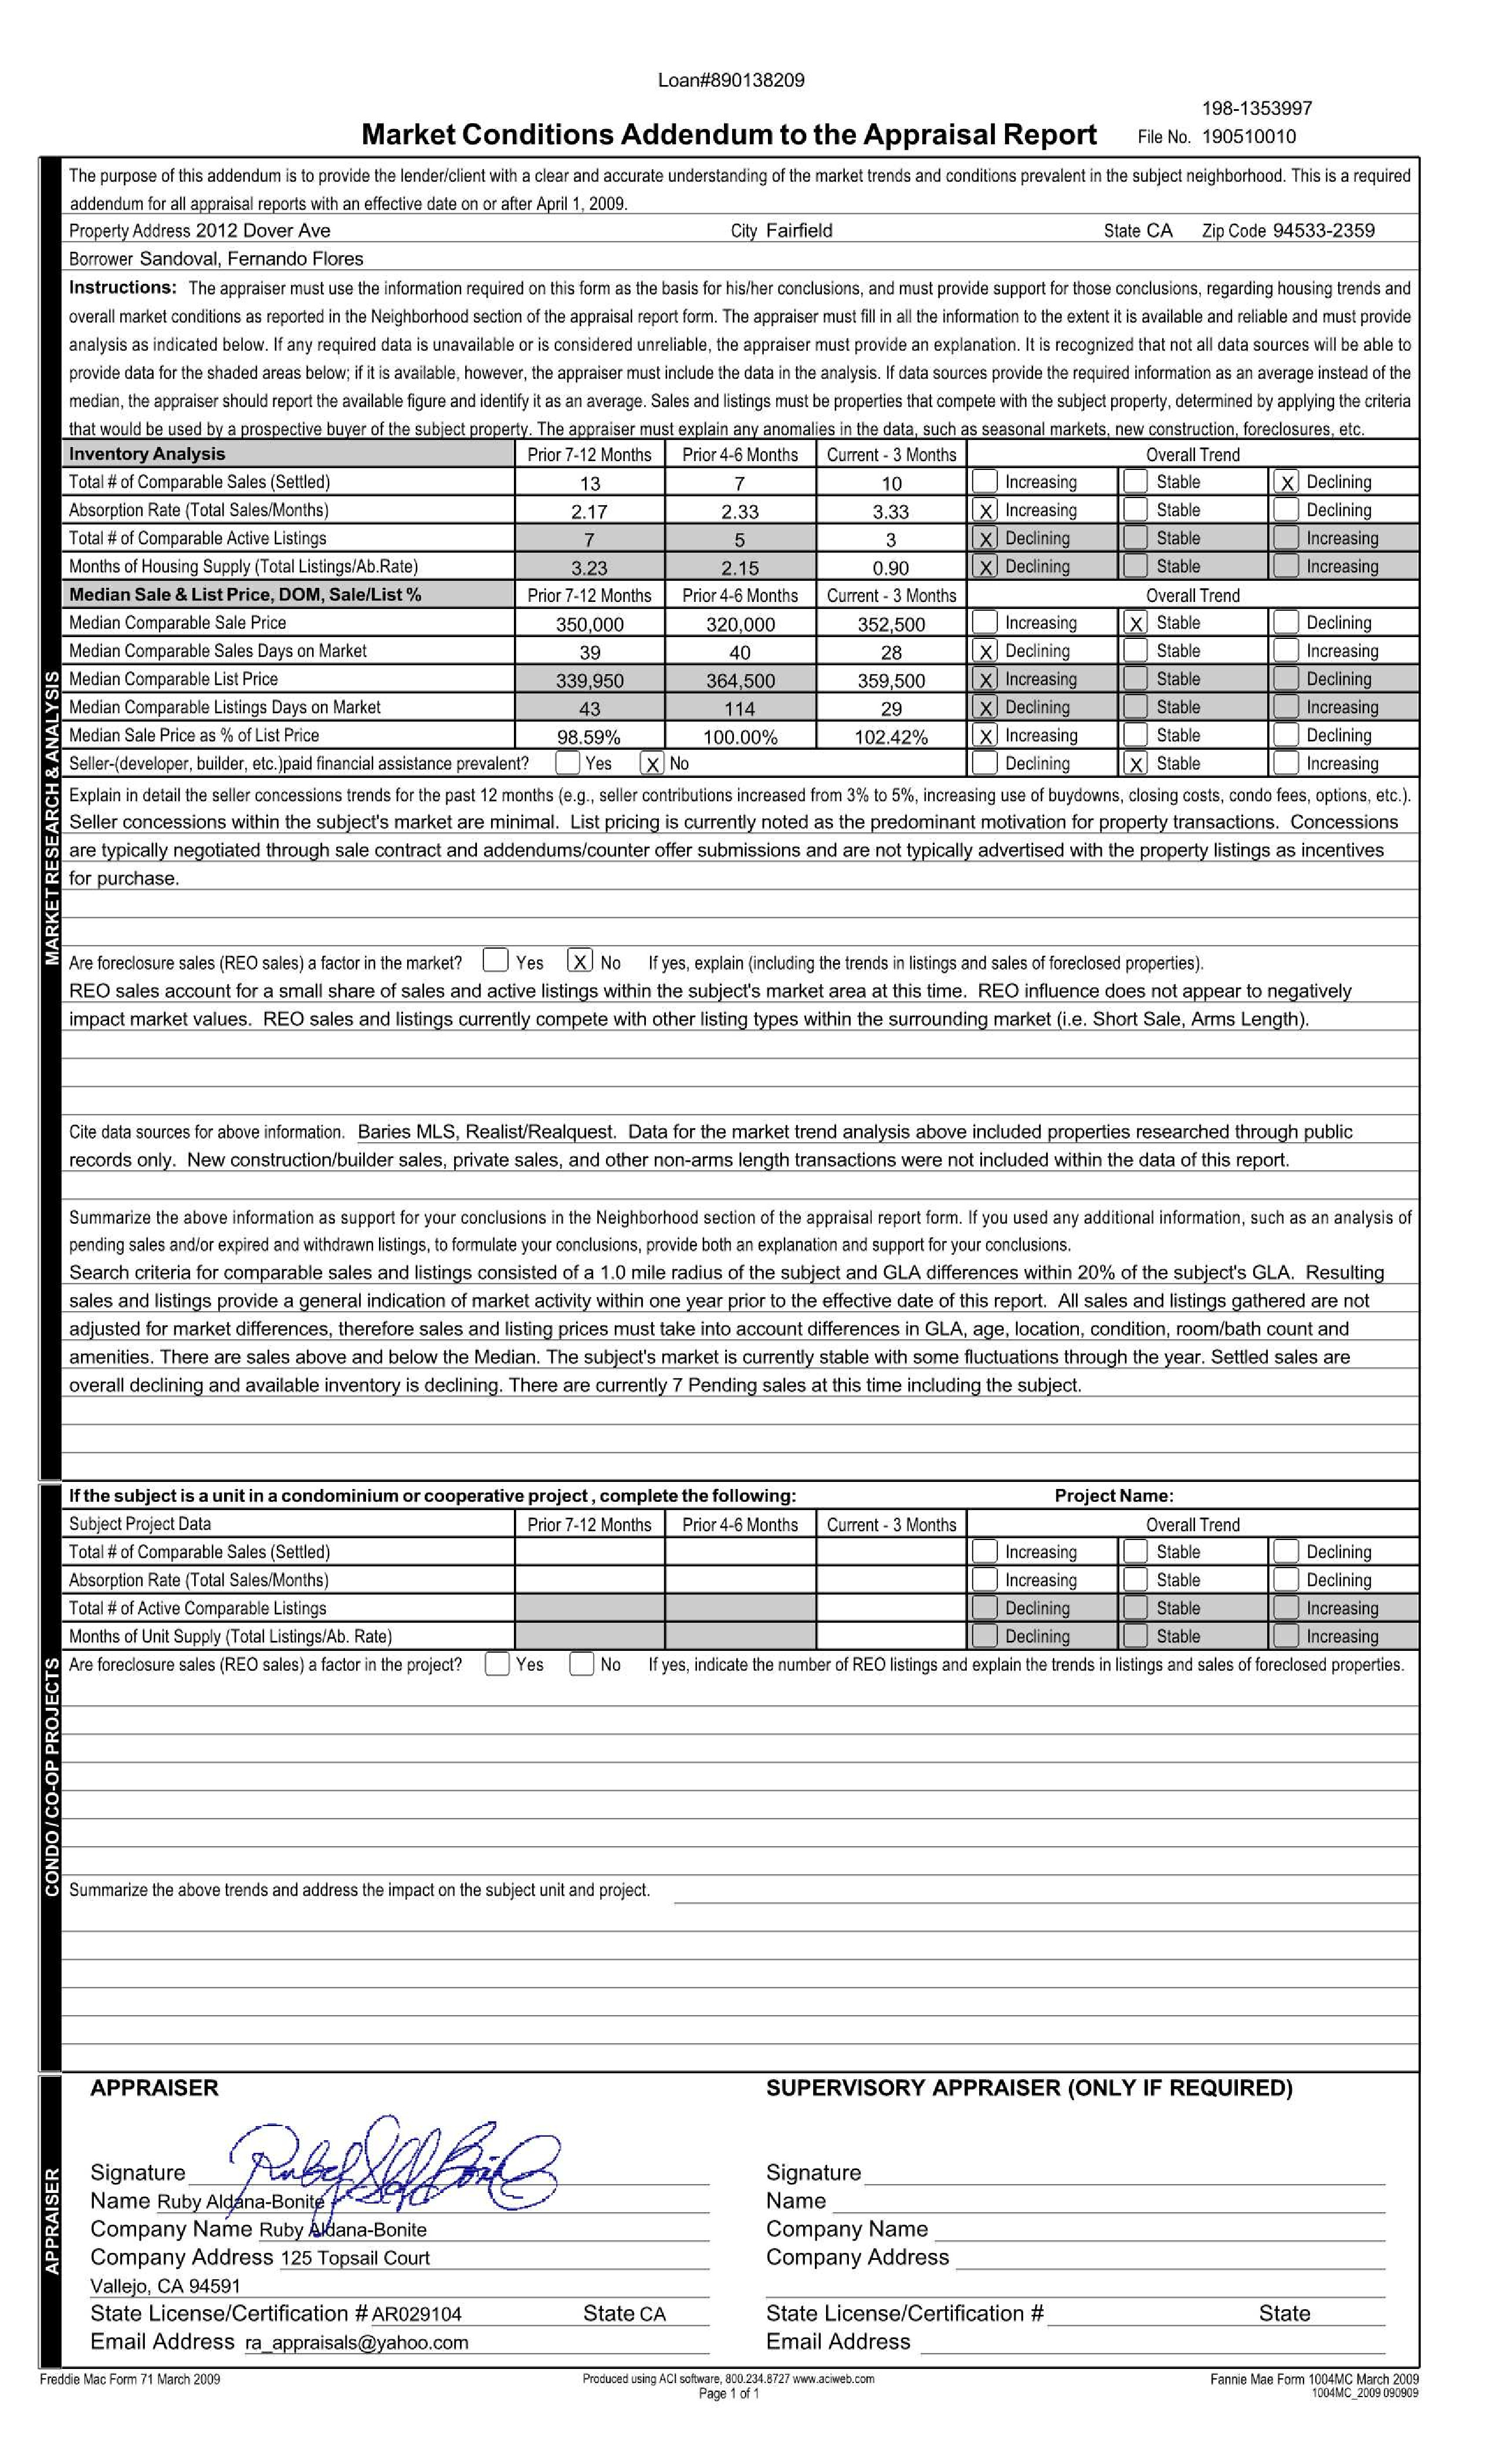 Loan#890138209
198-1353997
Market Conditions Addendum to the Appraisal Report File No. 190510010
The purpose of this addendum is to provide the lender/client with a clear and accurate understanding of the market trends and conditions prevalent in the subject neighborhood. This is a required
addendum for all appraisal reports with an effective date on or after April 1, 2009.
Property Address 2012 Dover Ave City Fairfield State CA Zip Code 94533-2359
Borrower Sandoval, Fernando Flores
Instructions: The appraiser must use the information required on this form as the basis for his/her conclusions, and must provide support for those conclusions, regarding housing trends and
overall market conditions as reported in the Neighborhood section of the appraisal report form. The appraiser must fill in all the information to the extent it is available and reliable and must provide
analysis as indicated below. If any required data is unavailable or is considered unreliable, the appraiser must provide an explanation. It is recognized that not all data sources will be able to
provide data for the shaded areas below; if it is available, however, the appraiser must include the data in the analysis. If data sources provide the required information as an average instead of the
median, the appraiser should report the available figure and identify it as an average. Sales and listings must be properties that compete with the subject property, determined by applying the criteria
that would be used by a prospective buyer of the subject property. The appraiser must explain any anomalies in the data, such as seasonal markets, new construction, foreclosures, etc.
Inventory Analysis Prior 7-12 Months Prior 4-6 Months Current - 3 Months Overall Trend
Total # of Comparable Sales (Settled) 13 7 10 Increasing Stable X Declining
Absorption Rate (Total Sales/Months) 2.17 2.33 3.33 X Increasing Stable Declining
Total # of Comparable Active Listings 7 5 3 X Declining Stable Increasing
Months of Housing Supply (Total Listings/Ab.Rate) 3.23 2.15 0.90 X Declining Stable Increasing
Median Sale & List Price, DOM, Sale/List % Prior 7-12 Months Prior 4-6 Months Current - 3 Months Overall Trend
Median Comparable Sale Price 350,000 320,000 352,500 Increasing X Stable Declining
Median Comparable Sales Days on Market 39 40 28 X Declining Stable Increasing
Median Comparable List Price 339,950 364,500 359,500 X Increasing Stable Declining
Median Comparable Listings Days on Market 43 114 29 X Declining Stable Increasing
Median Sale Price as % of List Price 98.59% 100.00% 102.42% X Increasing Stable Declining
Seller-(developer, builder, etc.)paid financial assistance prevalent? Yes X No Declining X Stable Increasing
Explain in detail the seller concessions trends for the past 12 months (e.g., seller contributions increased from 3% to 5%, increasing use of buydowns, closing costs, condo fees, options, etc.).
Seller concessions within the subject's market are minimal. List pricing is currently noted as the predominant motivation for property transactions. Concessions
are typically negotiated through sale contract and addendums/counter offer submissions and are not typically advertised with the property listings as incentives
for purchase.
MARKET RESEARCH & ANALYSIS
Are foreclosure sales (REO sales) a factor in the market? Yes X No If yes, explain (including the trends in listings and sales of foreclosed properties).
REO sales account for a small share of sales and active listings within the subject's market area at this time. REO influence does not appear to negatively
impact market values. REO sales and listings currently compete with other listing types within the surrounding market (i.e. Short Sale, Arms Length).
Cite data sources for above information. Baries MLS, Realist/Realquest. Data for the market trend analysis above included properties researched through public
records only. New construction/builder sales, private sales, and other non-arms length transactions were not included within the data of this report.
Summarize the above information as support for your conclusions in the Neighborhood section of the appraisal report form. If you used any additional information, such as an analysis of
pending sales and/or expired and withdrawn listings, to formulate your conclusions, provide both an explanation and support for your conclusions.
Search criteria for comparable sales and listings consisted of a 1.0 mile radius of the subject and GLA differences within 20% of the subject's GLA. Resulting
sales and listings provide a general indication of market activity within one year prior to the effective date of this report. All sales and listings gathered are not
adjusted for market differences, therefore sales and listing prices must take into account differences in GLA, age, location, condition, room/bath count and
amenities. There are sales above and below the Median. The subject's market is currently stable with some fluctuations through the year. Settled sales are
overall declining and available inventory is declining. There are currently 7 Pending sales at this time including the subject.
If the subject is a unit in a condominium or cooperative project , complete the following: Project Name:
Subject Project Data Prior 7-12 Months Prior 4-6 Months Current - 3 Months Overall Trend
Total # of Comparable Sales (Settled) Increasing Stable Declining
Absorption Rate (Total Sales/Months) Increasing Stable Declining
Total # of Active Comparable Listings Declining Stable Increasing
Months of Unit Supply (Total Listings/Ab. Rate) Declining Stable Increasing
Are foreclosure sales (REO sales) a factor in the project? Yes No If yes, indicate the number of REO listings and explain the trends in listings and sales of foreclosed properties.
CONDO / CO-OP PROJECTS
Summarize the above trends and address the impact on the subject unit and project.
APPRAISER SUPERVISORY APPRAISER (ONLY IF REQUIRED)
APPRAISER
Signature Signature
Name Ruby Aldana-Bonite Name
Company Name Ruby Aldana-Bonite Company Name
Company Address 125 Topsail Court Company Address
Vallejo, CA 94591
State License/Certification # AR029104 State CA State License/Certification # State
Email Address ra_appraisals@yahoo.com Email Address
Freddie Mac Form 71 March 2009 Produced using ACI software, 800.234.8727 www.aciweb.com Fannie Mae Form 1004MC March 2009
Page 1 of 1 1004MC_2009 090909